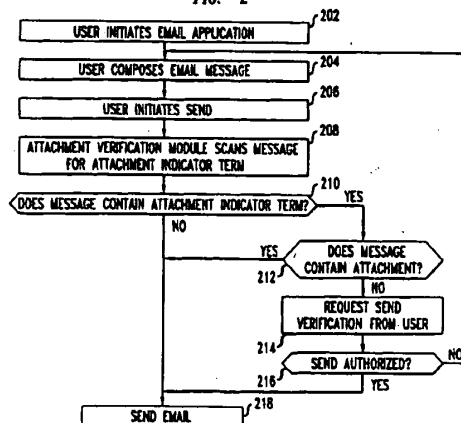 FIG. 2
202
USER INITIATES EMAIL APPLICATION
204
USER COMPOSES EMAIL MESSAGE
206
USER INITIATES SEND
208
ATTACHMENT VERIFICATION MODULE SCANS MESSAGE
FOR ATTACHMENT INDICATOR TERM
210
DOES MESSAGE CONTAIN ATTACHMENT INDICATOR TERM?
YES
NO
YES
DOES MESSAGE
CONTAIN ATTACHMENT?
212
NO
REQUEST SEND
VERIFICATION FROM USER
214
SEND AUTHORIZED?
NO
216
YES
218
SEND EMAIL